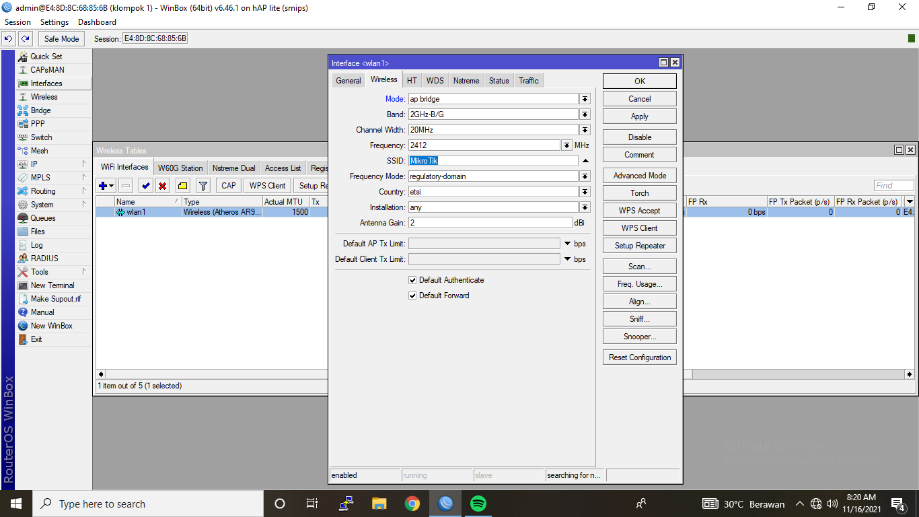 admin@E4:8D:8C:68:85:6B (klompok 1) - WinBox (64bit) v6.46.1 on hAP lite (smips)
Session Settings Dashboard
Safe Mode Session: E4:8D:8C:68:85:6B
Quick Set
CAPsMAN
Interfaces
Wireless
Bridge
PPP
Switch
Mesh
IP
MPLS
Routing
System
Queues
Files
Log
RADIUS
Tools
New Terminal
Make Supout.rif
Manual
New WinBox
Exit
RouterOS WinBox
Wireless Tables
WiFi Interfaces W60G Station Nstreme Dual Access List Regis
CAP WPS Client Setup Re
Find
Name Type Actual MTU Tx
wlan1 Wireless (Atheros AR9... 1500
FP Rx FP Tx Packet (p/s) FP Rx Packet (p/s)
0 bps 0 0 E4:
1 item out of 5 (1 selected)
Interface <wlan1>
General Wireless HT WDS Nstreme Status Traffic
Mode: ap bridge
Band: 2GHz-B/G
Channel Width: 20MHz
Frequency: 2412 MHz
SSID: MikroTik
Frequency Mode: regulatory-domain
Country: etsi
Installation: any
Antenna Gain: 2 dBi
Default AP Tx Limit: bps
Default Client Tx Limit: bps
Default Authenticate
Default Forward
OK
Cancel
Apply
Disable
Comment
Advanced Mode
Torch
WPS Accept
WPS Client
Setup Repeater
Scan...
Freq. Usage...
Align...
Sniff...
Snooper...
Reset Configuration
enabled running slave searching for n...
Type here to search
30°C Berawan
8:20 AM
11/16/2021
4